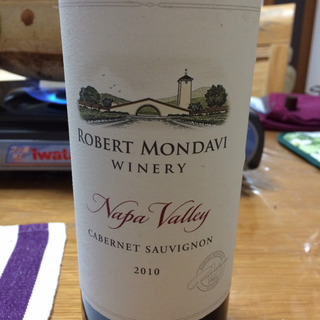 ROBERT MONDAVI
WINERY
Napa Valley
CABERNET SAUVIGNON
2010
iwata